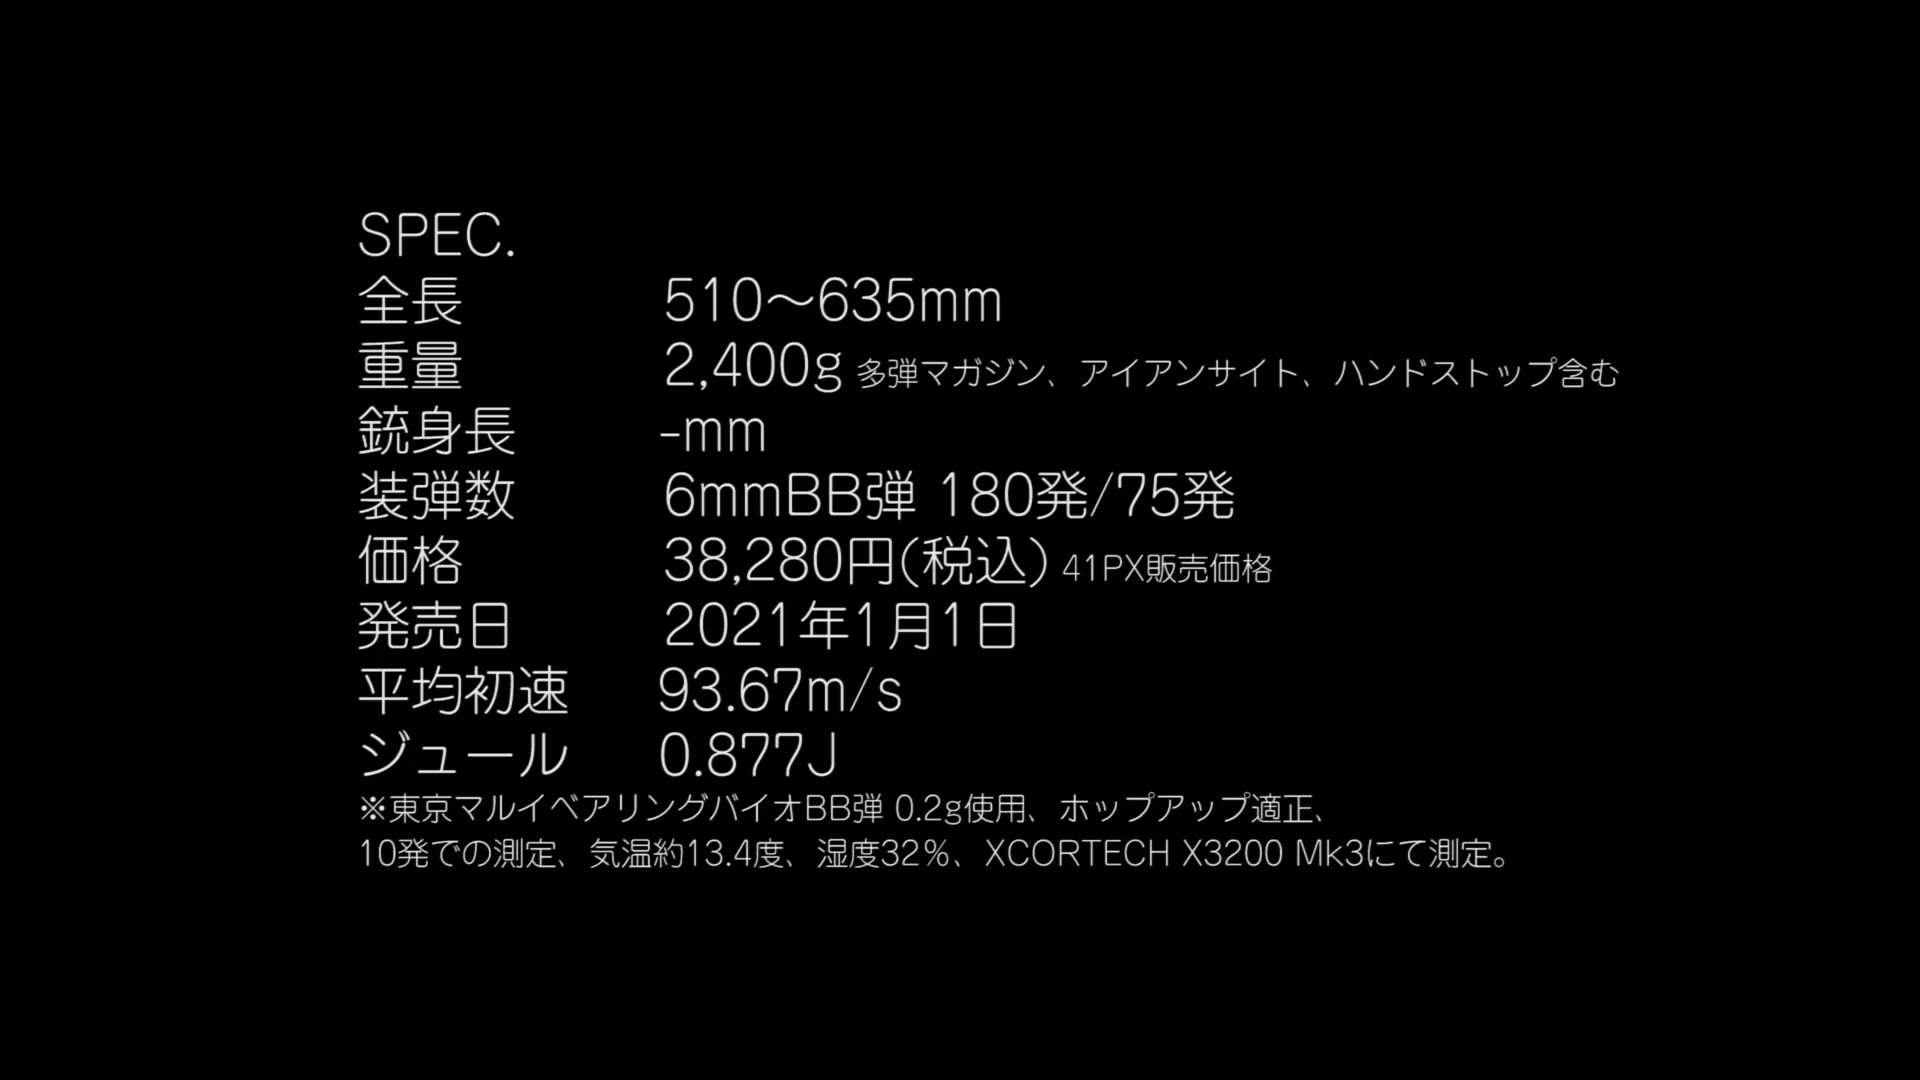 SPEC.
全長 510～635mm
重量 2,400g 多弾マガジン、アイアンサイト、ハンドストップ含む
銃身長 -mm
装弾数 6mmBB弾 180発/75発
価格 38,280円(税込) 41PX販売価格
発売日 2021年1月1日
平均初速 93.67m/s
ジュール 0.877J
※東京マルイベアリングバイオBB弾 0.2g使用、ホップアップ適正、
10発での測定、気温約13.4度、湿度32%、XCORTECH X3200 Mk3にて測定。